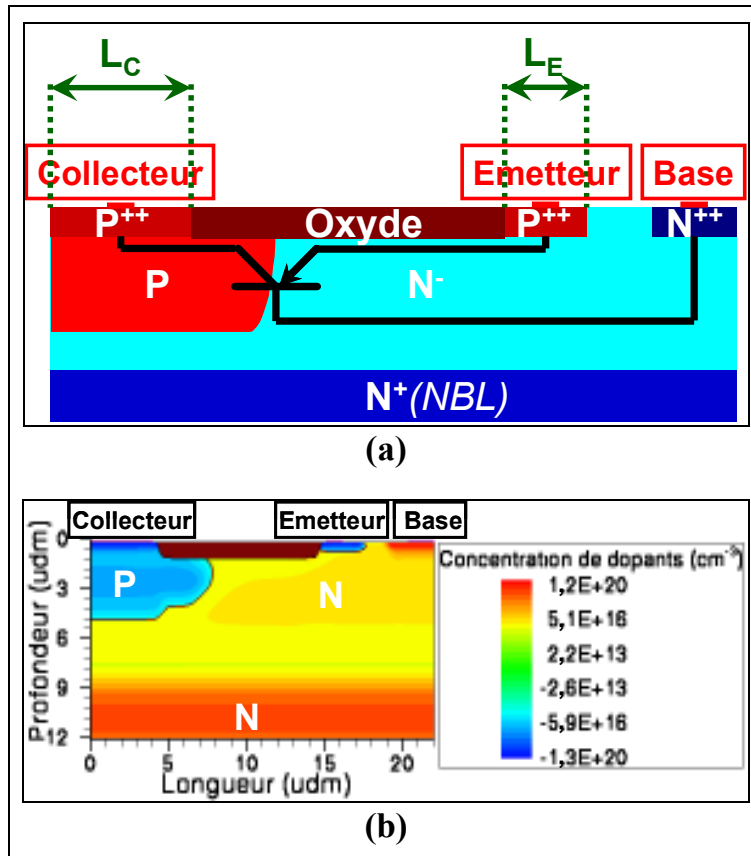 L_C L_E
Collecteur Emetteur Base
P++ Oxyde P++ N++
P N-
N+(NBL)
(a)
Collecteur Emetteur Base
Profondeur (udm)
0
3
6
9
12
P N
N
0 5 10 15 20
Longueur (udm)
Concentration de dopants (cm-3)
1,2E+20
5,1E+16
2,2E+13
-2,6E+13
-5,9E+16
-1,3E+20
(b)